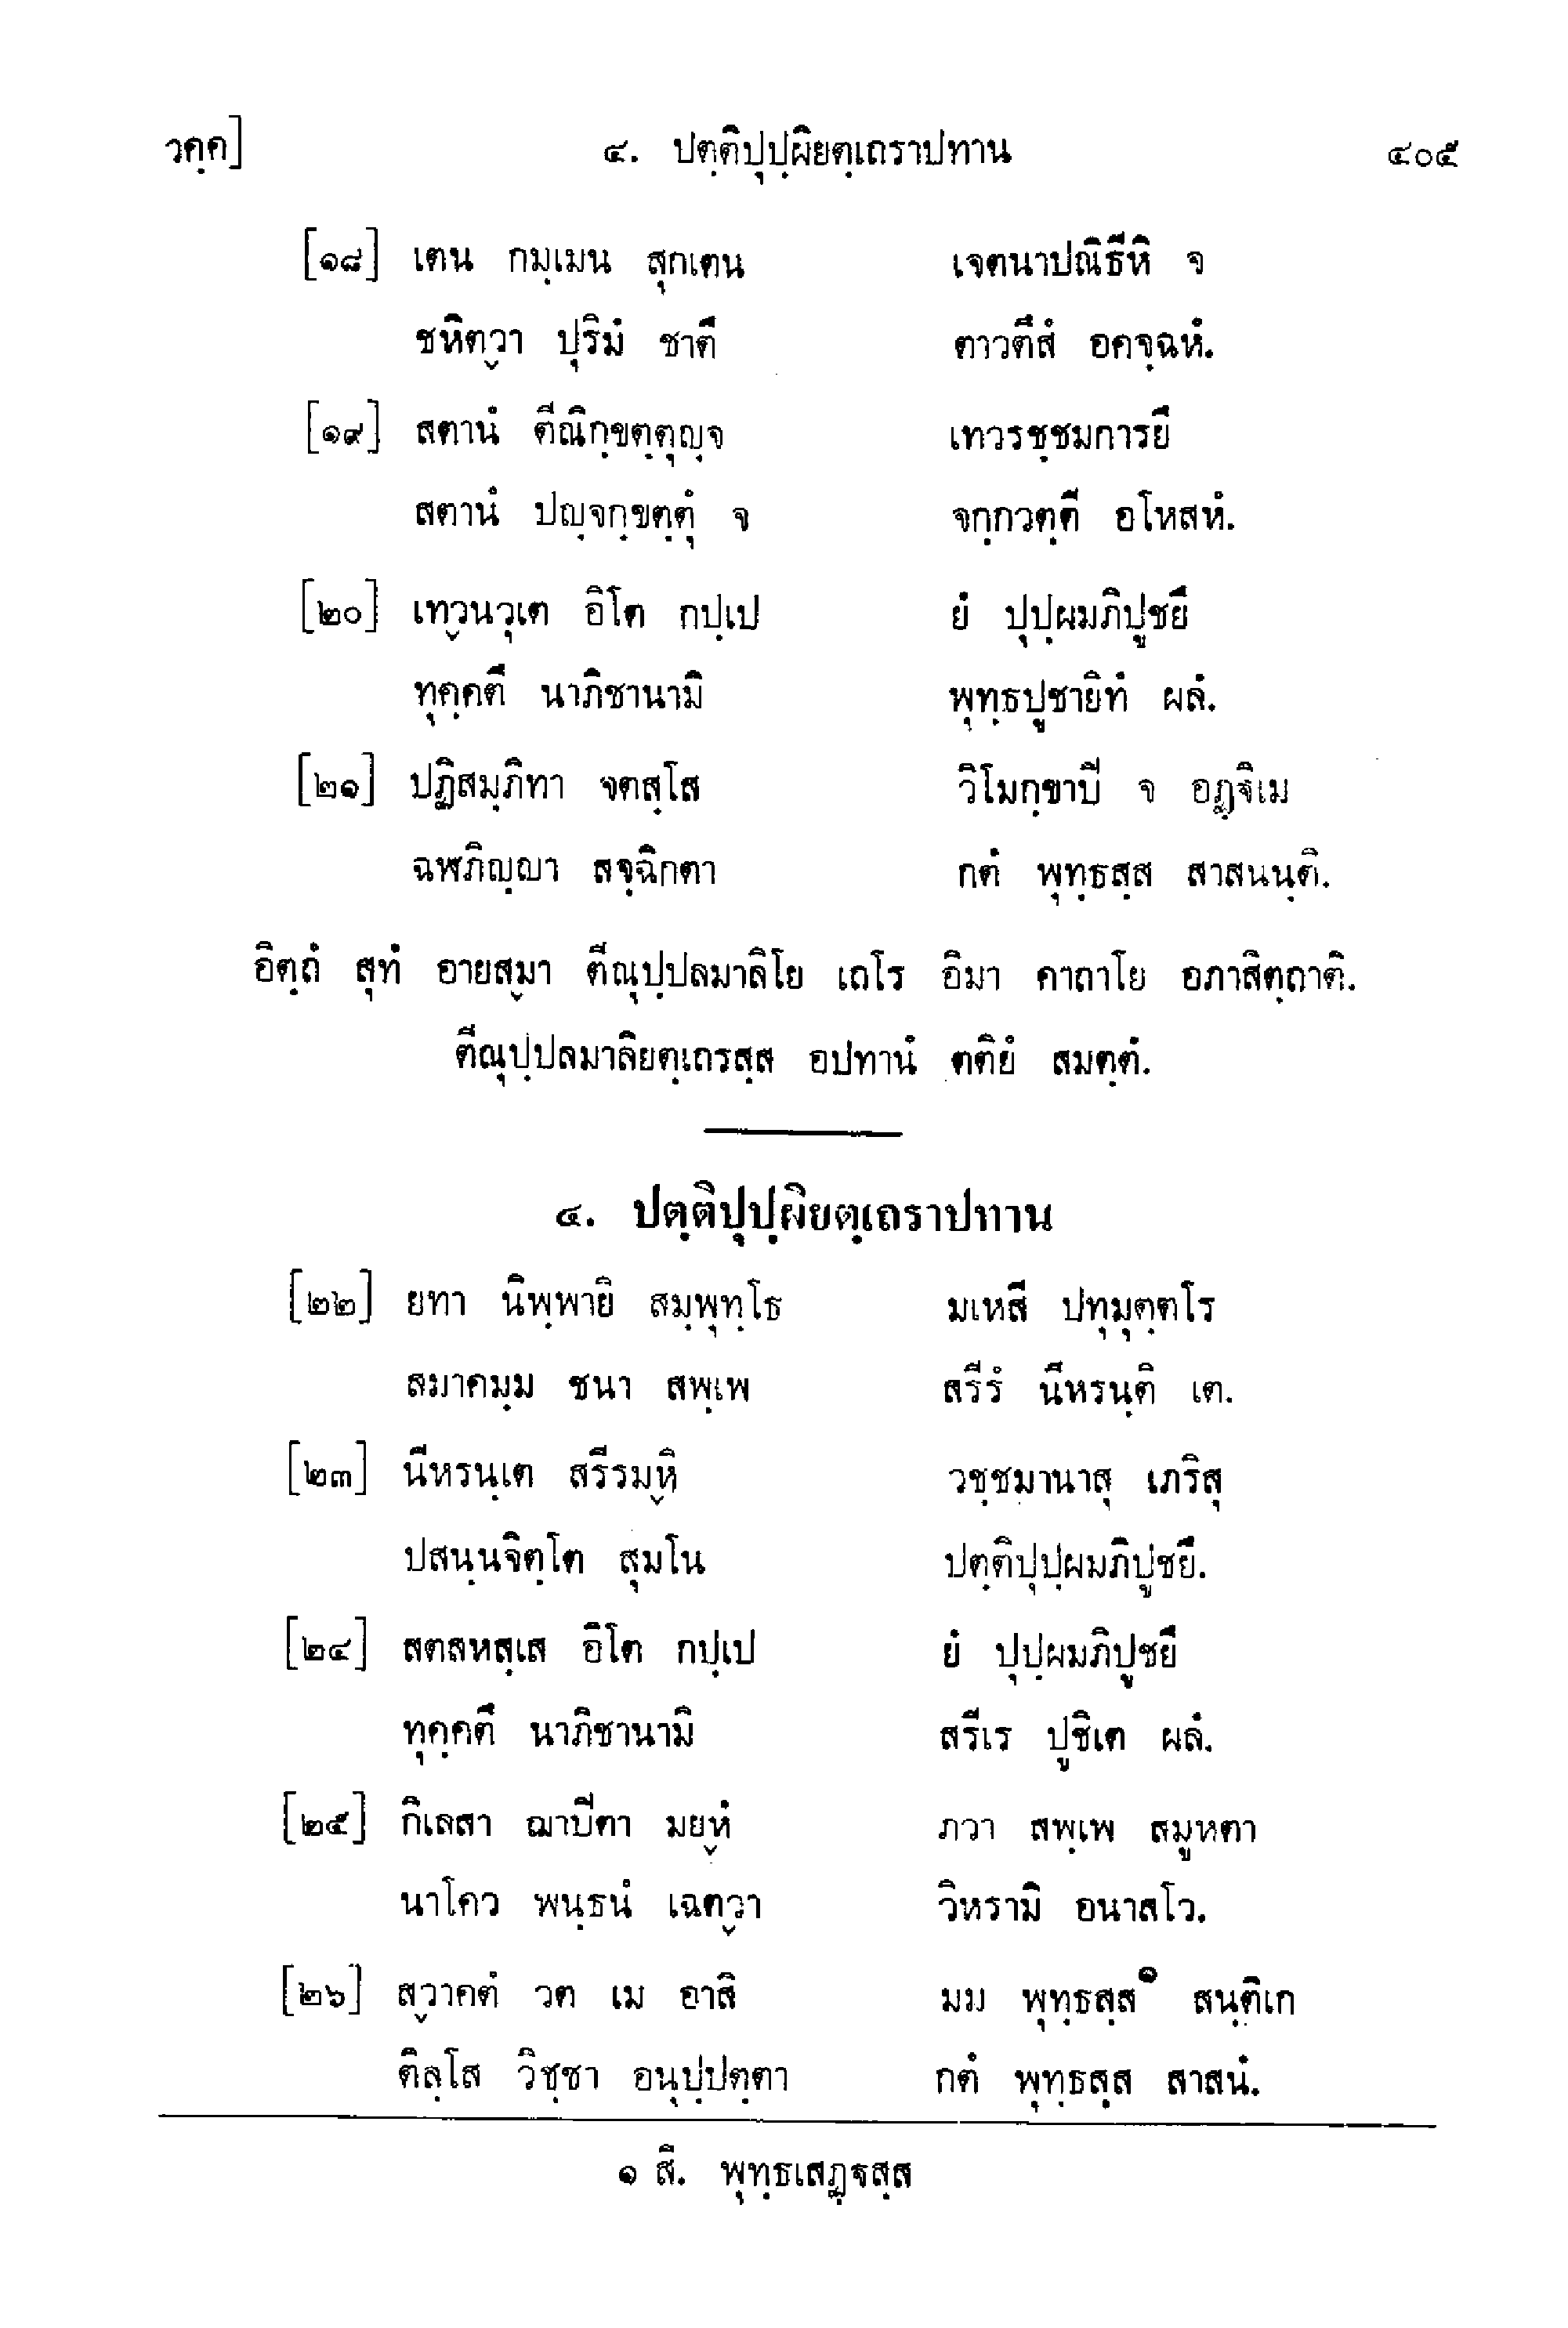 วคฺค] ๔. ปตฺติปุปฺผิยตฺเถราปทาน ๔๐๕
[๑๘] เตน กมฺเมน สุกเตน เจตนาปณิธีหิ จ
ชหิตฺวา ปุริมํ ชาตึ ตาวตึสํ อคจฺฉหํ.
[๑๙] สตานํ ตีณิกฺขตฺตุญฺจ เทวรชฺชมการยึ
สตานํ ปญฺจกฺขตฺตุํ จ จกฺกวตฺตี อโหสหํ.
[๒๐] เทฺวนวุเต อิโต กปฺเป ยํ ปุปฺผมภิปูชยึ
ทุคฺคตึ นาภิชานามิ พุทฺธปูชายิทํ ผลํ.
[๒๑] ปฏิสมฺภิทา จตสฺโส วิโมกฺขาปิ จ อฏฺฐิเม
ฉฬภิญฺญา สจฺฉิกตา กตํ พุทฺธสฺส สาสนนฺติ.
อิตฺถํ สุทํ อายสฺมา ตีณุปฺปลมาลิโย เถโร อิมา คาถาโย อภาสิตฺถาติ.
ตีณุปฺปลมาลิยตฺเถรสฺส อปทานํ ตติยํ สมตฺตํ.
๔. ปตฺติปุปฺผิยตฺเถราปทาน
[๒๒] ยทา นิพฺพายิ สมฺพุทฺโธ มเหสี ปทุมุตฺตโร
สมาคมฺม ชนา สพฺเพ สรีรํ นีหรนฺติ เต.
[๒๓] นีหรนฺเต สรีรมฺหิ วชฺชมานาสุ เภริสุ
ปสนฺนจิตฺโต สุมโน ปตฺติปุปฺผมภิปูชยึ.
[๒๔] สตสหสฺเส อิโต กปฺเป ยํ ปุปฺผมภิปูชยึ
ทุคฺคตึ นาภิชานามิ สรีเร ปูชิเต ผลํ.
[๒๕] กิเลสา ฌาปิตา มยฺหํ ภวา สพฺเพ สมูหตา
นาโคว พนฺธนํ เฉตฺวา วิหรามิ อนาสโว.
[๒๖] สฺวาคตํ วต เม อาสิ มม พุทฺธสฺส๑ สนฺติเก
ติสฺโส วิชฺชา อนุปฺปตฺตา กตํ พุทฺธสฺส สาสนํ.
๑ สี. พุทฺธเสฏฺฐสฺส